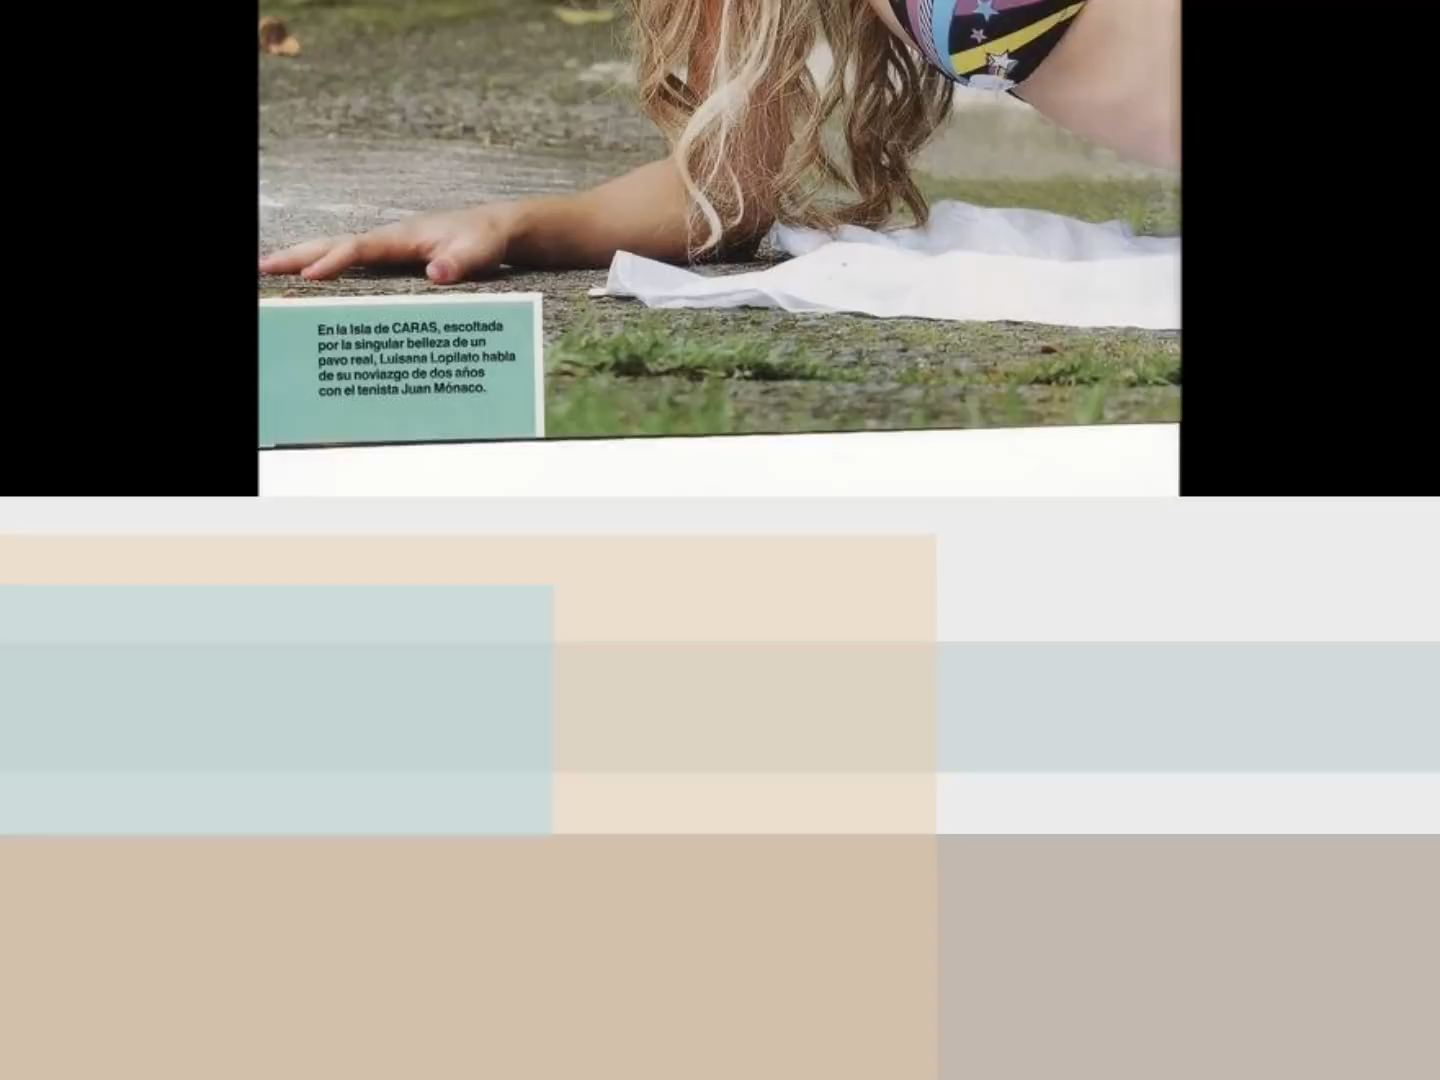 En la Isla de CARAS, escoltada
por la singular belleza de un
pavo real, Luisana Lopilato habla
de su noviazgo de dos años
con el tenista Juan Mónaco.